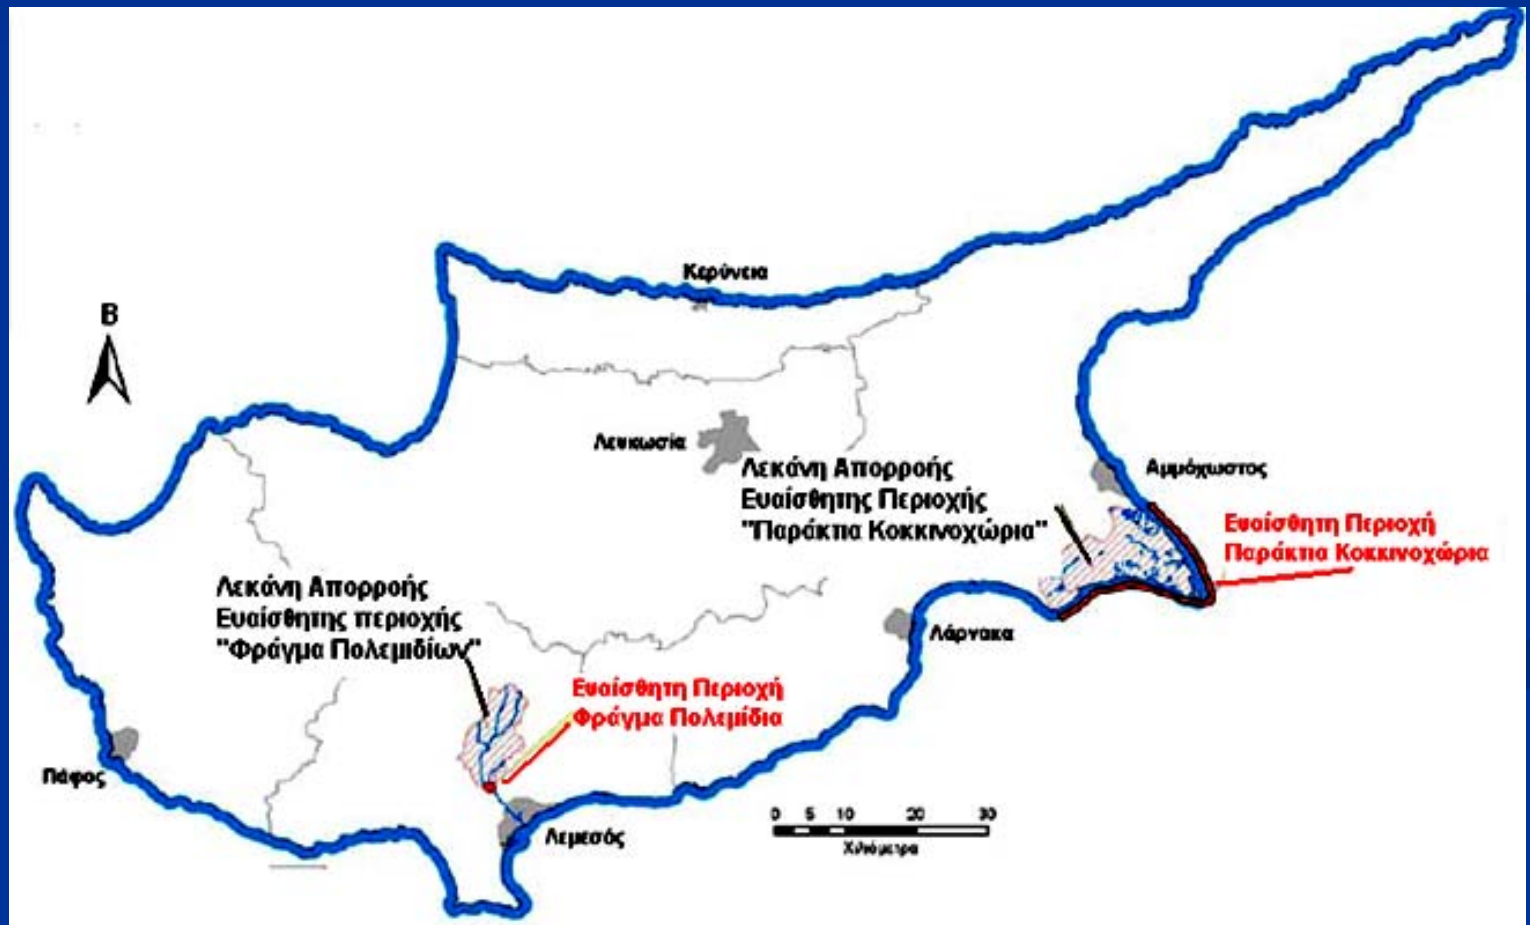 Κερύνεια
Β
Λευκωσία
Λεκάνη Απορροής
Ευαίσθητης Περιοχής
"Παράκτια Κοκκινοχώρια"
Αμμόχωστος
Ευαίσθητη Περιοχή
Παράκτια Κοκκινοχώρια
Λεκάνη Απορροής
Ευαίσθητης περιοχής
"Φράγμα Πολεμιδίων"
Λάρνακα
Ευαίσθητη Περιοχή
Φράγμα Πολεμίδια
Πάφος
Λεμεσός
0 5 10 20 30
Χιλιόμετρα